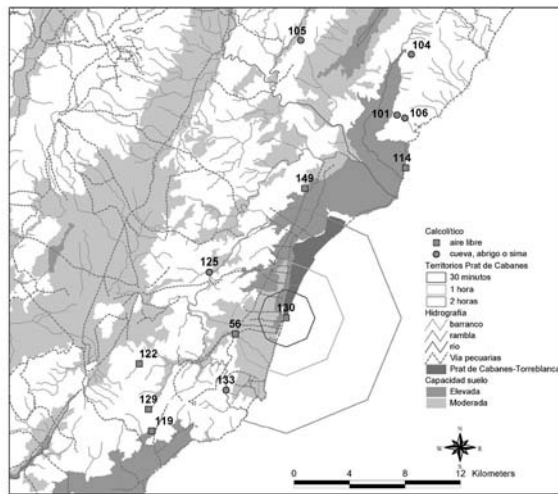 105
104
101
106
114
149
125
130
56
122
133
129
119
Calcolítico
aire libre
cueva, abrigo o sima
Territorios Prat de Cabanes
30 minutos
1 hora
2 horas
Hidrografía
barranco
rambla
río
Vía pecuarias
Prat de Cabanes-Torreblanca
Capacidad suelo
Elevada
Moderada
N
W E
S
0 4 8 12 Kilometers